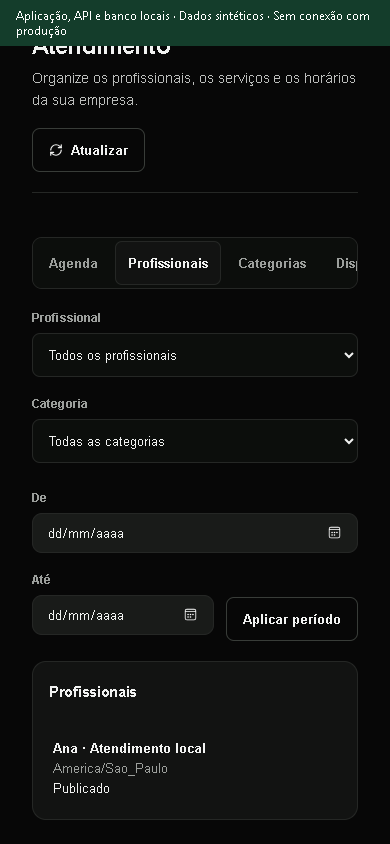 Aplicação, API e banco locais · Dados sintéticos · Sem conexão com
produção
Atendimento
Organize os profissionais, os serviços e os horários
da sua empresa.
Atualizar
Agenda Profissionais Categorias Disp
Profissional
Todos os profissionais
Categoria
Todas as categorias
De
dd/mm/aaaa
Até
dd/mm/aaaa Aplicar período
Profissionais
Ana · Atendimento local
America/Sao_Paulo
Publicado